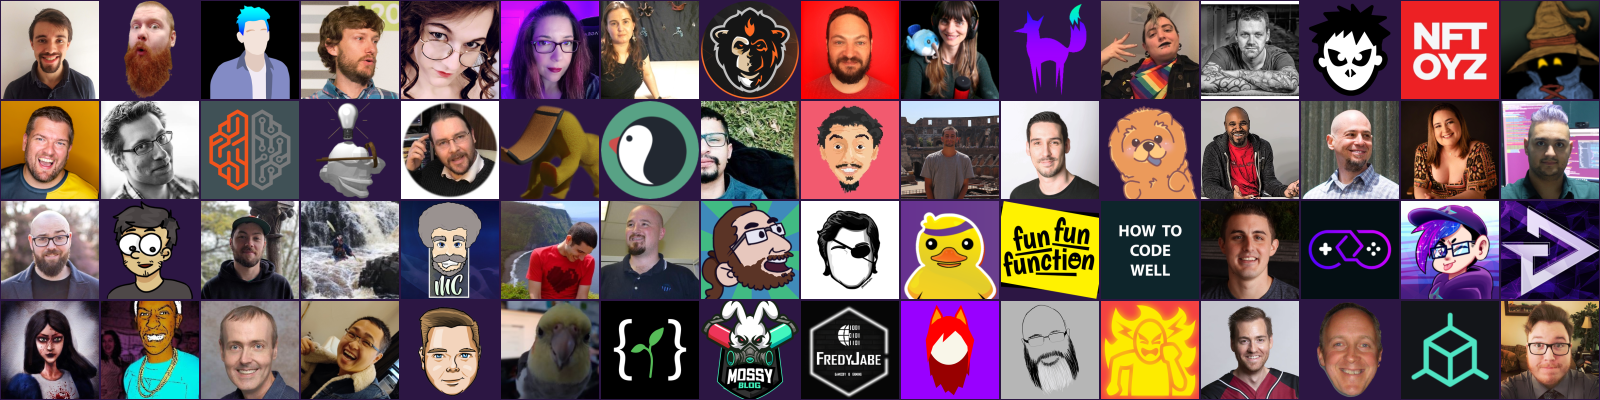 NFT
OYZ
fun fun
function
HOW TO
CODE
WELL
MC
MOSSY
BLOG
FREDYJABE